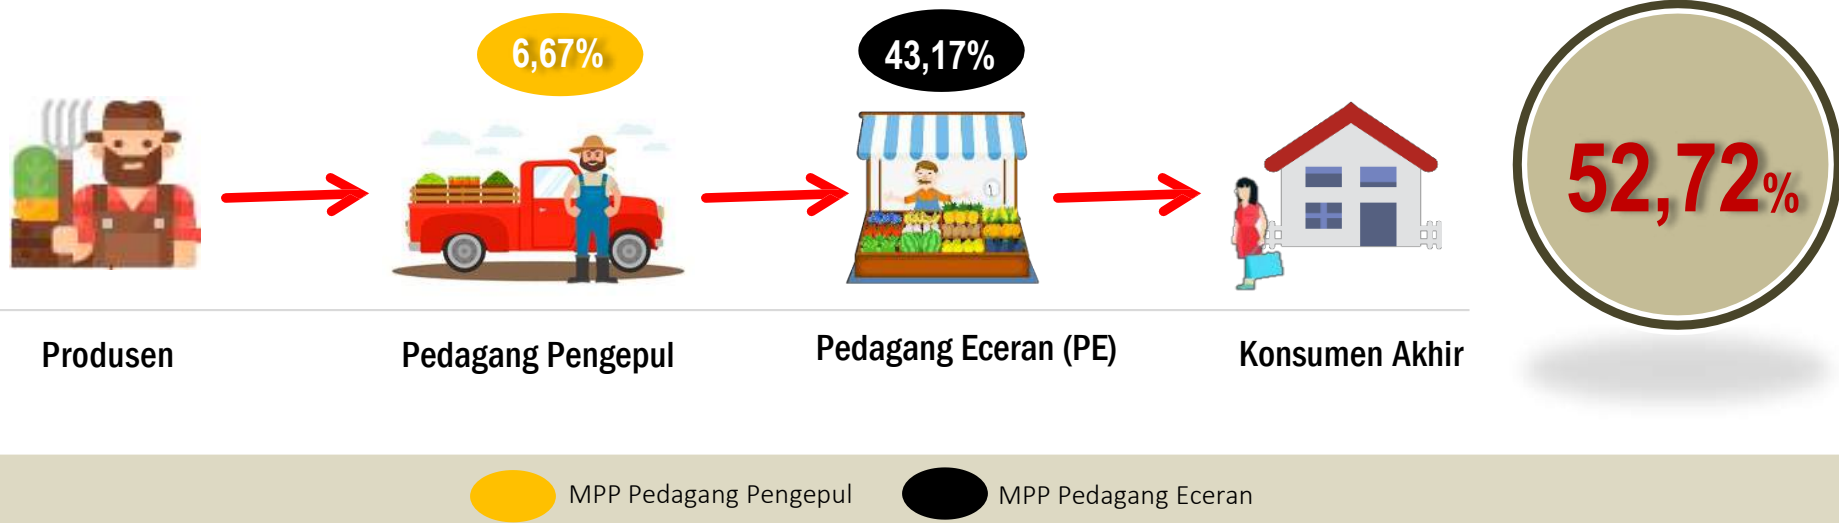 6,67%
43,17%
52,72%
Produsen
Pedagang Pengepul
Pedagang Eceran (PE)
Konsumen Akhir
MPP Pedagang Pengepul
MPP Pedagang Eceran